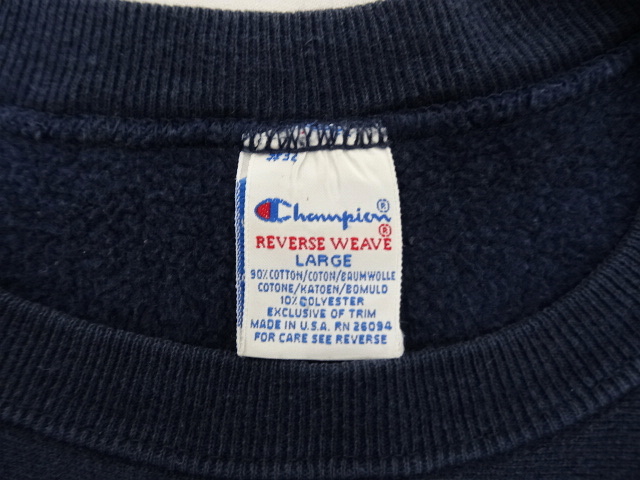 #32
Champion®
REVERSE WEAVE®
LARGE
90% COTTON/COTON/BAUMWOLLE
COTONE/KATOEN/BOMULD
10% POLYESTER
EXCLUSIVE OF TRIM
MADE IN U.S.A. RN 26094
FOR CARE SEE REVERSE